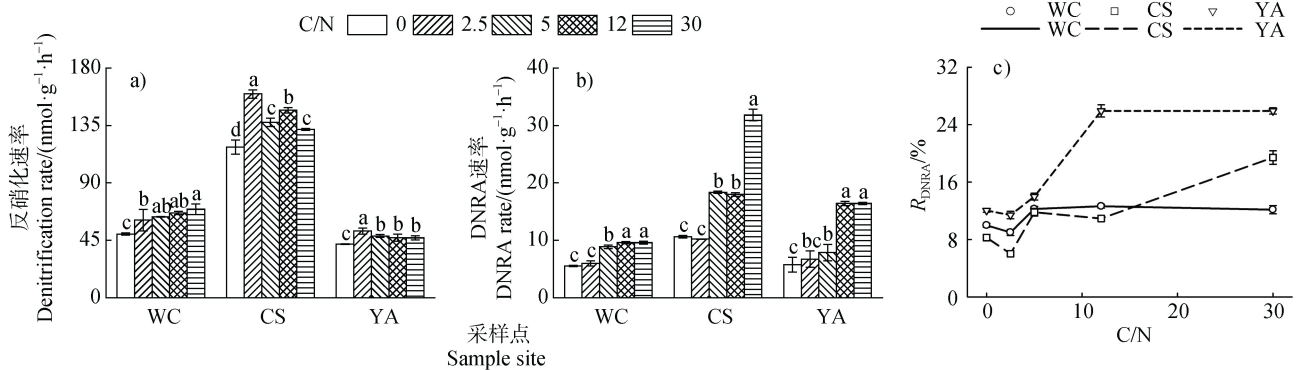 C/N 0 2.5 5 12 30
WC CS YA
WC CS YA
a)
反硝化速率
Denitrification rate/(nmol·g⁻¹·h⁻¹)
180
135
90
45
0
c b ab ab a
d a c b c
c a b b b
WC CS YA
b)
DNRA速率
DNRA rate/(nmol·g⁻¹·h⁻¹)
40
30
20
10
0
c c b a a
c c b b a
c bc b a a
WC CS YA
采样点
Sample site
c)
R_DNRA/%
32
24
16
8
0
0 10 20 30
C/N